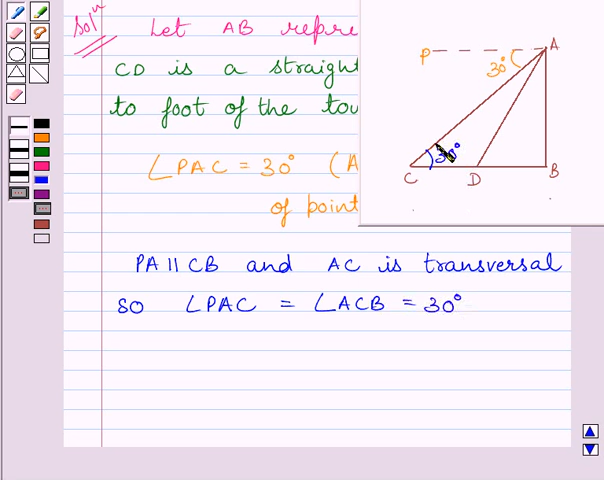 Solⁿ
Let AB repre
CD is a straight
to foot of the tow
∠PAC = 30° (A
of point
PA ∥ CB and AC is transversal
so ∠PAC = ∠ACB = 30°
P
A
30°
30°
C
D
B